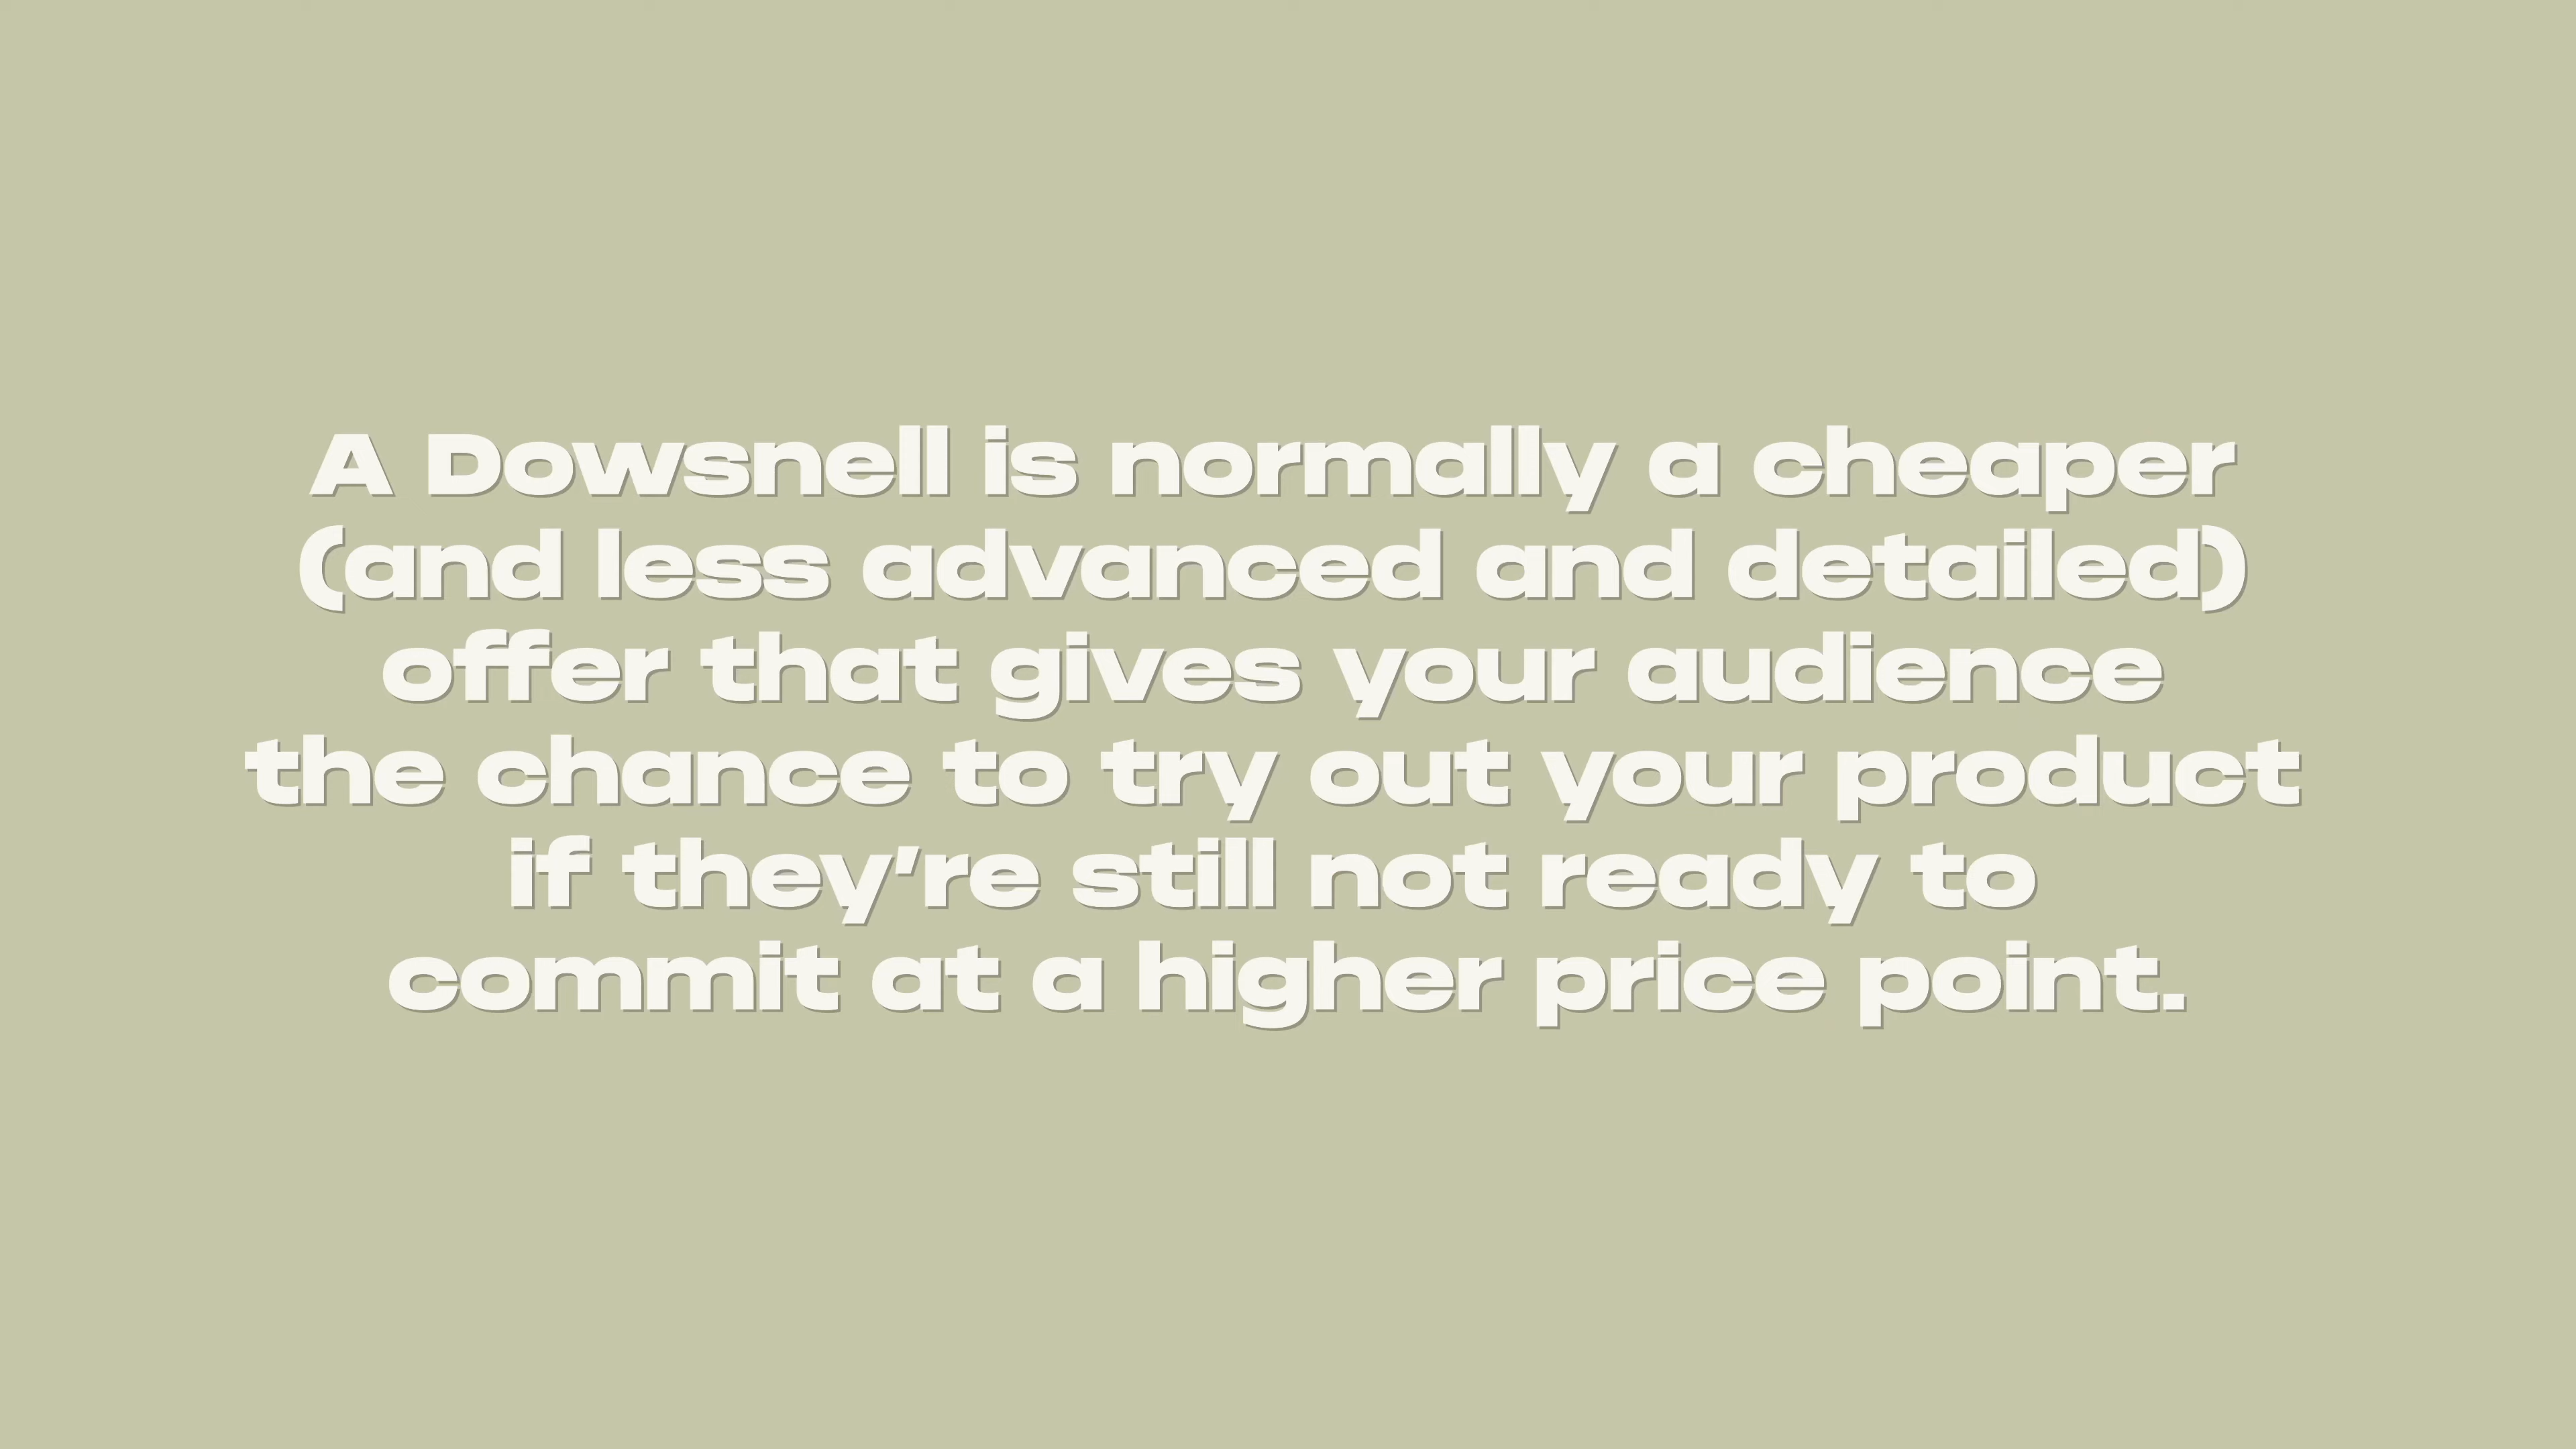 A Dowsnell is normally a cheaper
(and less advanced and detailed)
offer that gives your audience
the chance to try out your product
if they’re still not ready to
commit at a higher price point.